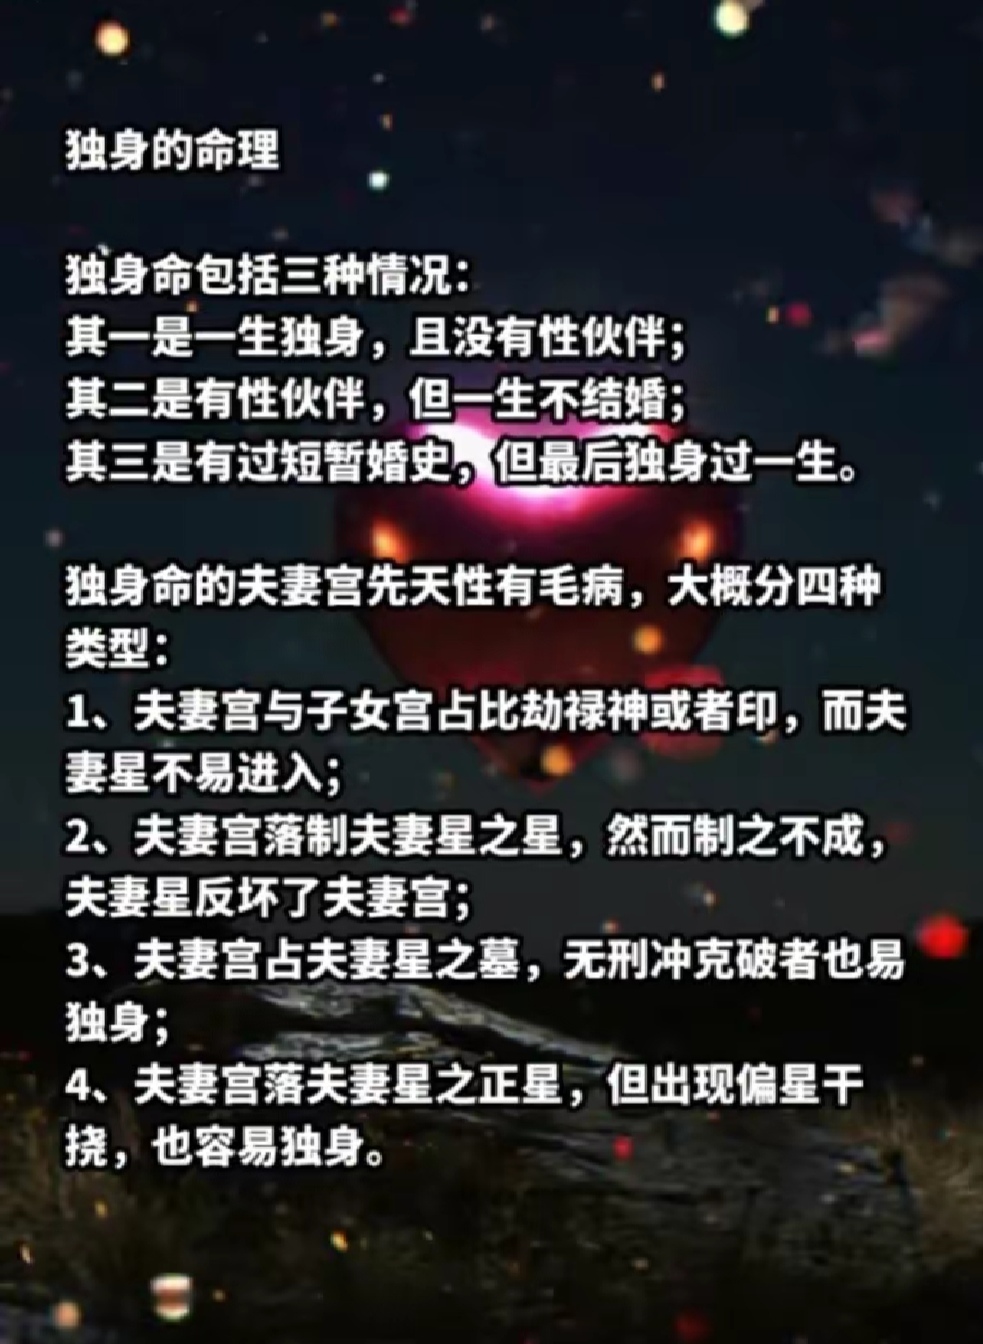 独身的命理
独身命包括三种情况：
其一是一生独身，且没有性伙伴；
其二是有性伙伴，但一生不结婚；
其三是有过短暂婚史，但最后独身过一生。
独身命的夫妻宫先天性有毛病，大概分四种
类型：
1、夫妻宫与子女宫占比劫禄神或者印，而夫
妻星不易进入；
2、夫妻宫落制夫妻星之星，然而制之不成，
夫妻星反坏了夫妻宫；
3、夫妻宫占夫妻星之墓，无刑冲克破者也易
独身；
4、夫妻宫落夫妻星之正星，但出现偏星干
挠，也容易独身。